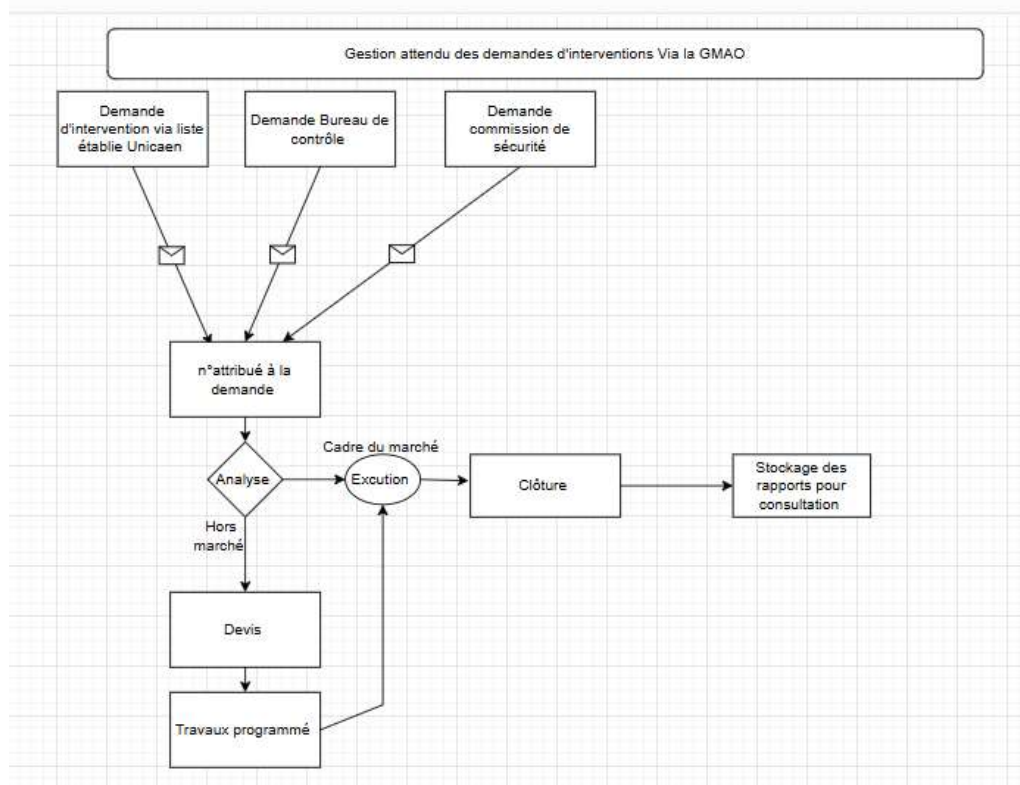 Gestion attendu des demandes d'interventions Via la GMAO
Demande
d'intervention via liste
établie Unicaen
Demande Bureau de
contrôle
Demande
commission de
sécurité
n°attribué à la
demande
Analyse
Cadre du marché
Excution
Clôture
Stockage des
rapports pour
consultation
Hors
marché
Devis
Travaux programmé